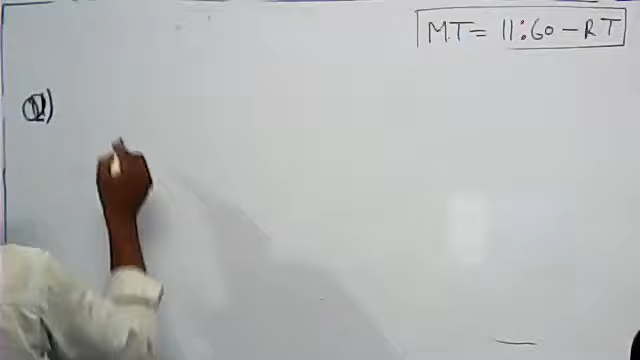 MT = 11:60 - RT
Q)